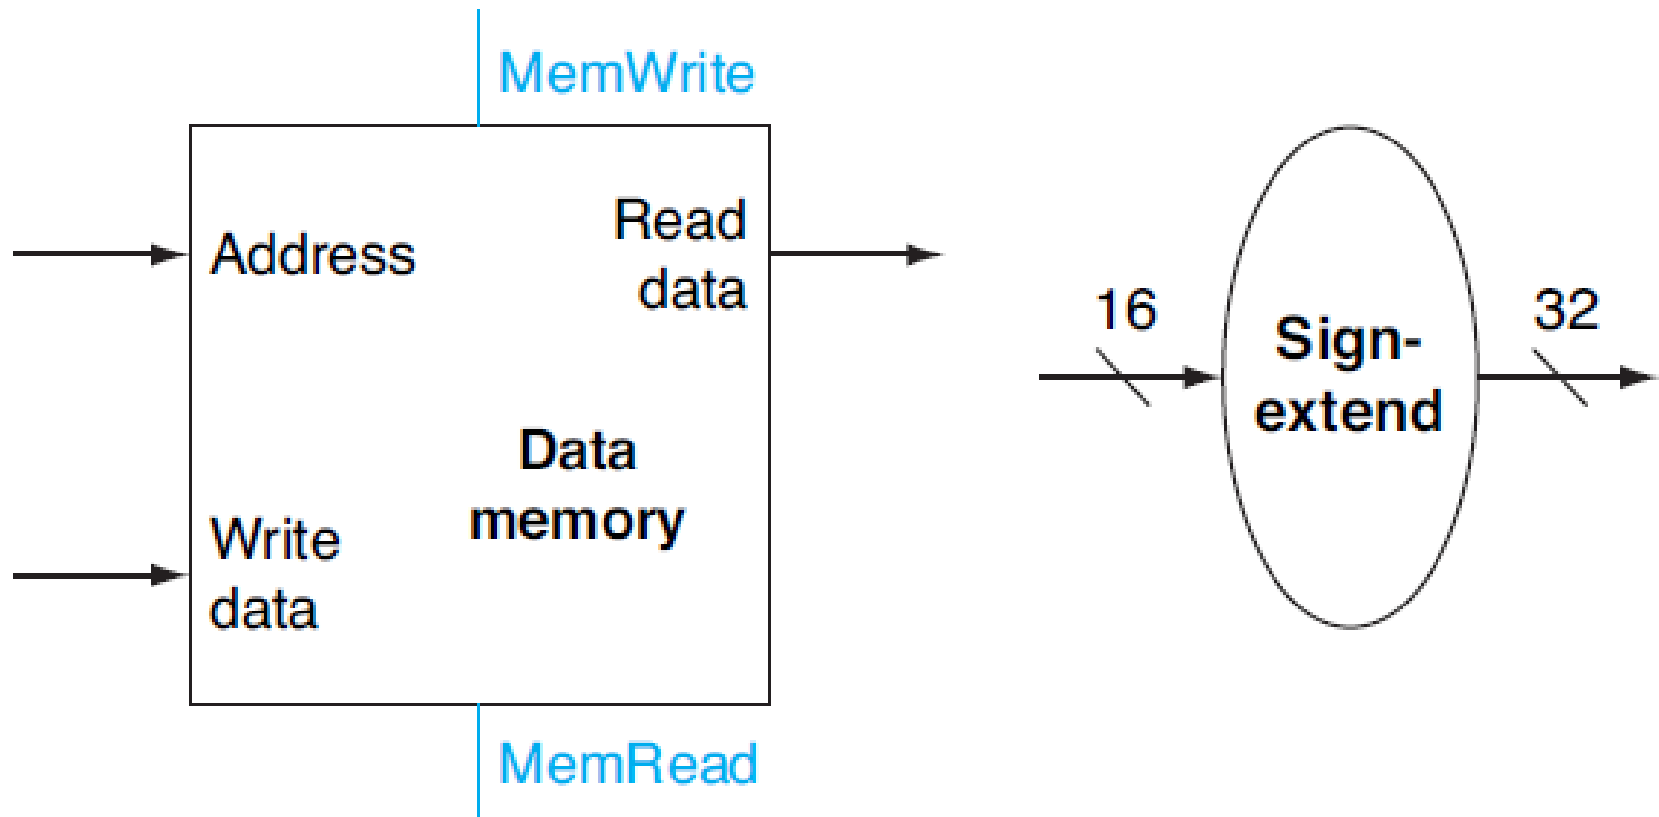 MemWrite
Address
Read
data
Data
memory
Write
data
MemRead
16
Sign-
extend
32